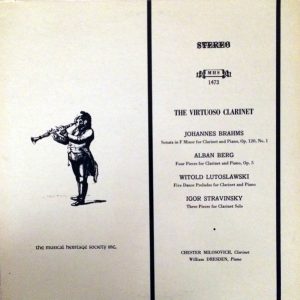 STEREO
MHS
1473
THE VIRTUOSO CLARINET
JOHANNES BRAHMS
Sonata in F Minor for Clarinet and Piano, Op. 120, No. 1
ALBAN BERG
Four Pieces for Clarinet and Piano, Op. 5
WITOLD LUTOSLAWSKI
Five Dance Preludes for Clarinet and Piano
IGOR STRAVINSKY
Three Pieces for Clarinet Solo
the musical heritage society inc.
CHESTER MILOSOVICH, Clarinet
William DRESDEN, Piano